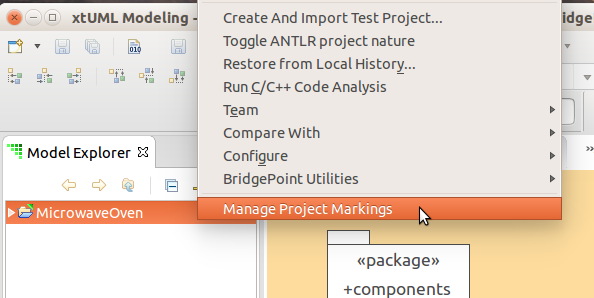 xtUML Modeling -
idge
Create And Import Test Project...
Toggle ANTLR project nature
Restore from Local History...
Run C/C++ Code Analysis
Team
Compare With
Configure
BridgePoint Utilities
Manage Project Markings
010
Model Explorer
MicrowaveOven
«package»
+components